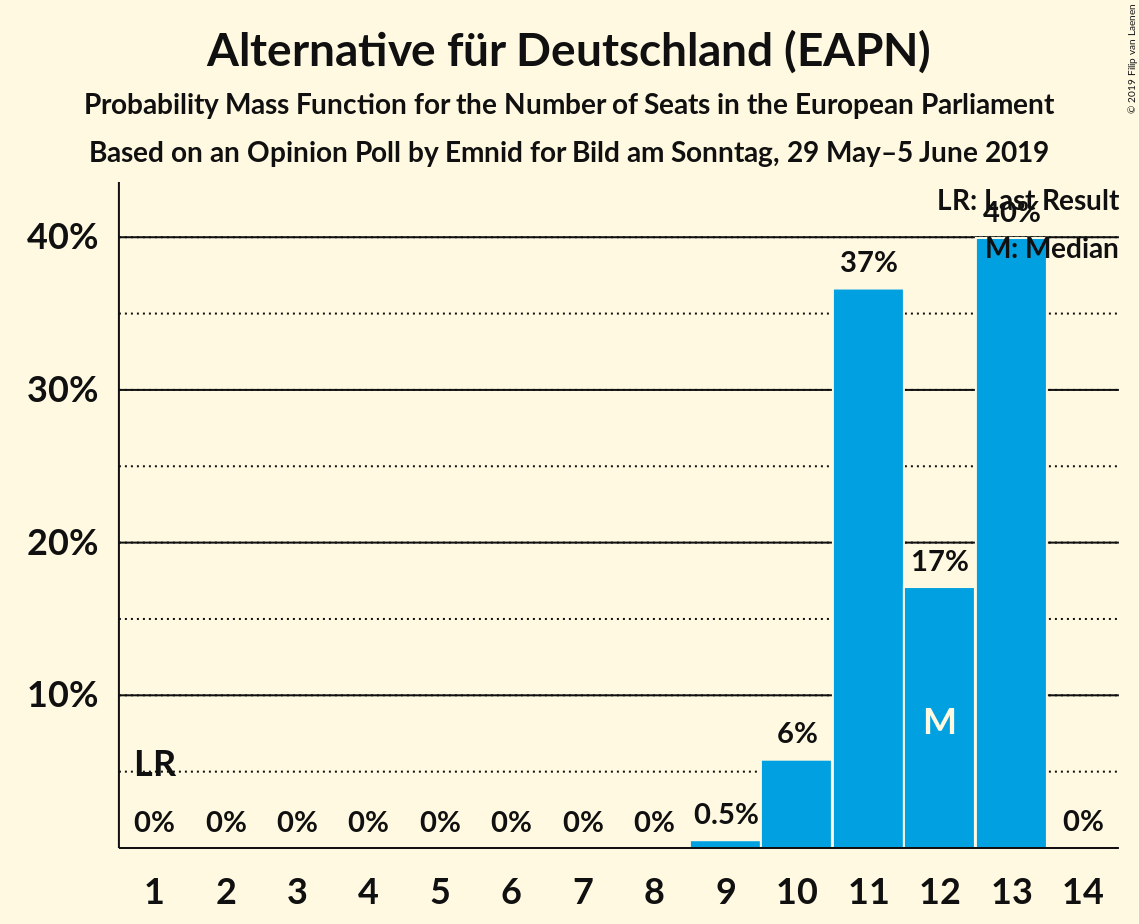 Alternative für Deutschland (EAPN)
Probability Mass Function for the Number of Seats in the European Parliament
Based on an Opinion Poll by Emnid for Bild am Sonntag, 29 May–5 June 2019
© 2019 Filip van Laenen
LR: Last Result
M: Median
40%
30%
20%
10%
LR
0%
0%
0%
0%
0%
0%
0%
0%
0.5%
6%
37%
17%
M
40%
0%
1 2 3 4 5 6 7 8 9 10 11 12 13 14